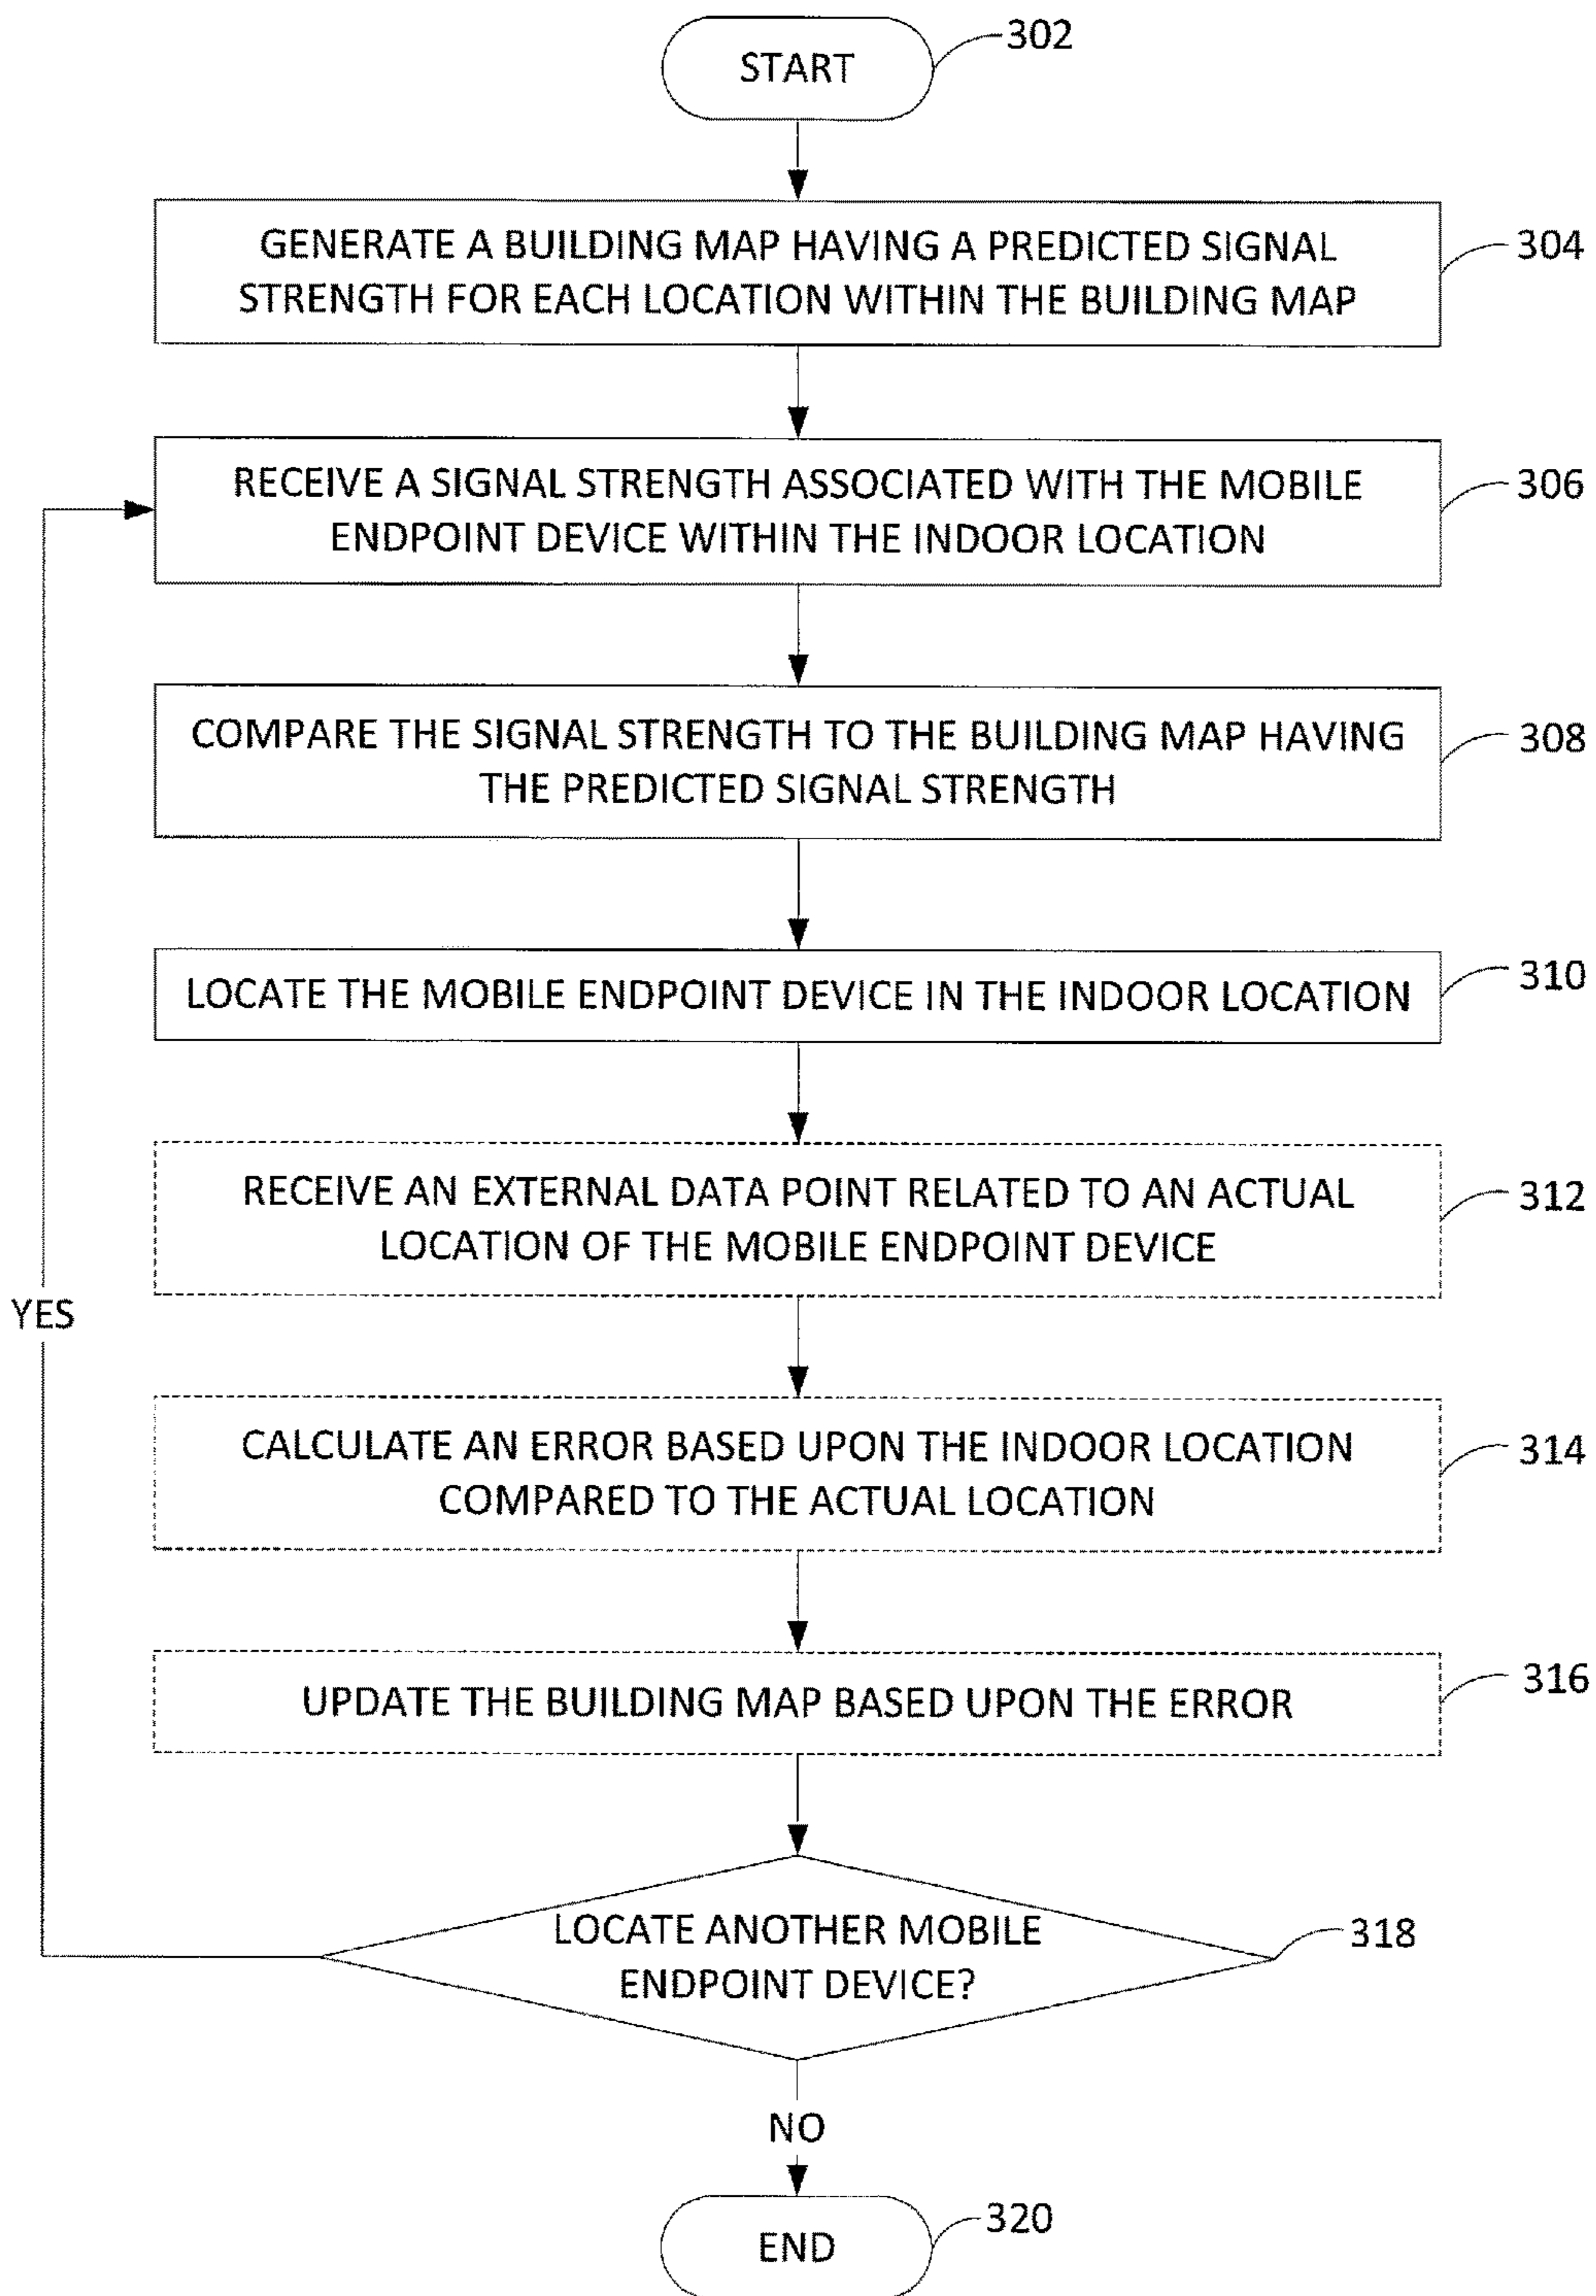 START
302
GENERATE A BUILDING MAP HAVING A PREDICTED SIGNAL
STRENGTH FOR EACH LOCATION WITHIN THE BUILDING MAP
304
RECEIVE A SIGNAL STRENGTH ASSOCIATED WITH THE MOBILE
ENDPOINT DEVICE WITHIN THE INDOOR LOCATION
306
COMPARE THE SIGNAL STRENGTH TO THE BUILDING MAP HAVING
THE PREDICTED SIGNAL STRENGTH
308
LOCATE THE MOBILE ENDPOINT DEVICE IN THE INDOOR LOCATION
310
RECEIVE AN EXTERNAL DATA POINT RELATED TO AN ACTUAL
LOCATION OF THE MOBILE ENDPOINT DEVICE
312
YES
CALCULATE AN ERROR BASED UPON THE INDOOR LOCATION
COMPARED TO THE ACTUAL LOCATION
314
UPDATE THE BUILDING MAP BASED UPON THE ERROR
316
LOCATE ANOTHER MOBILE
ENDPOINT DEVICE?
318
NO
END
320